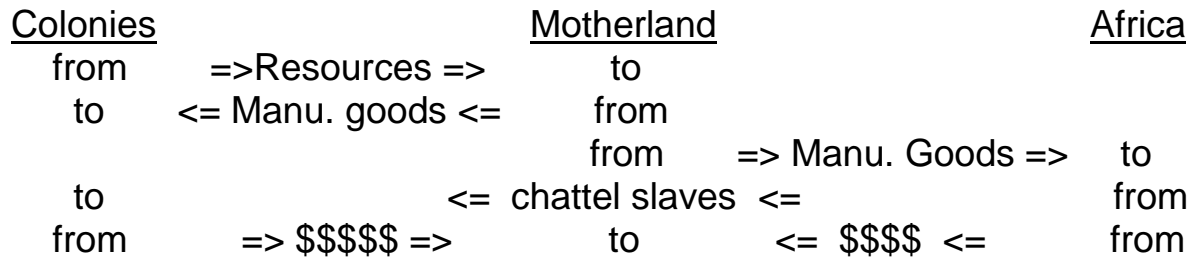 Colonies Motherland Africa
from =>Resources => to
to <= Manu. goods <= from
from => Manu. Goods => to
to <= chattel slaves <= from
from => $$$$$ => to <= $$$$ <= from